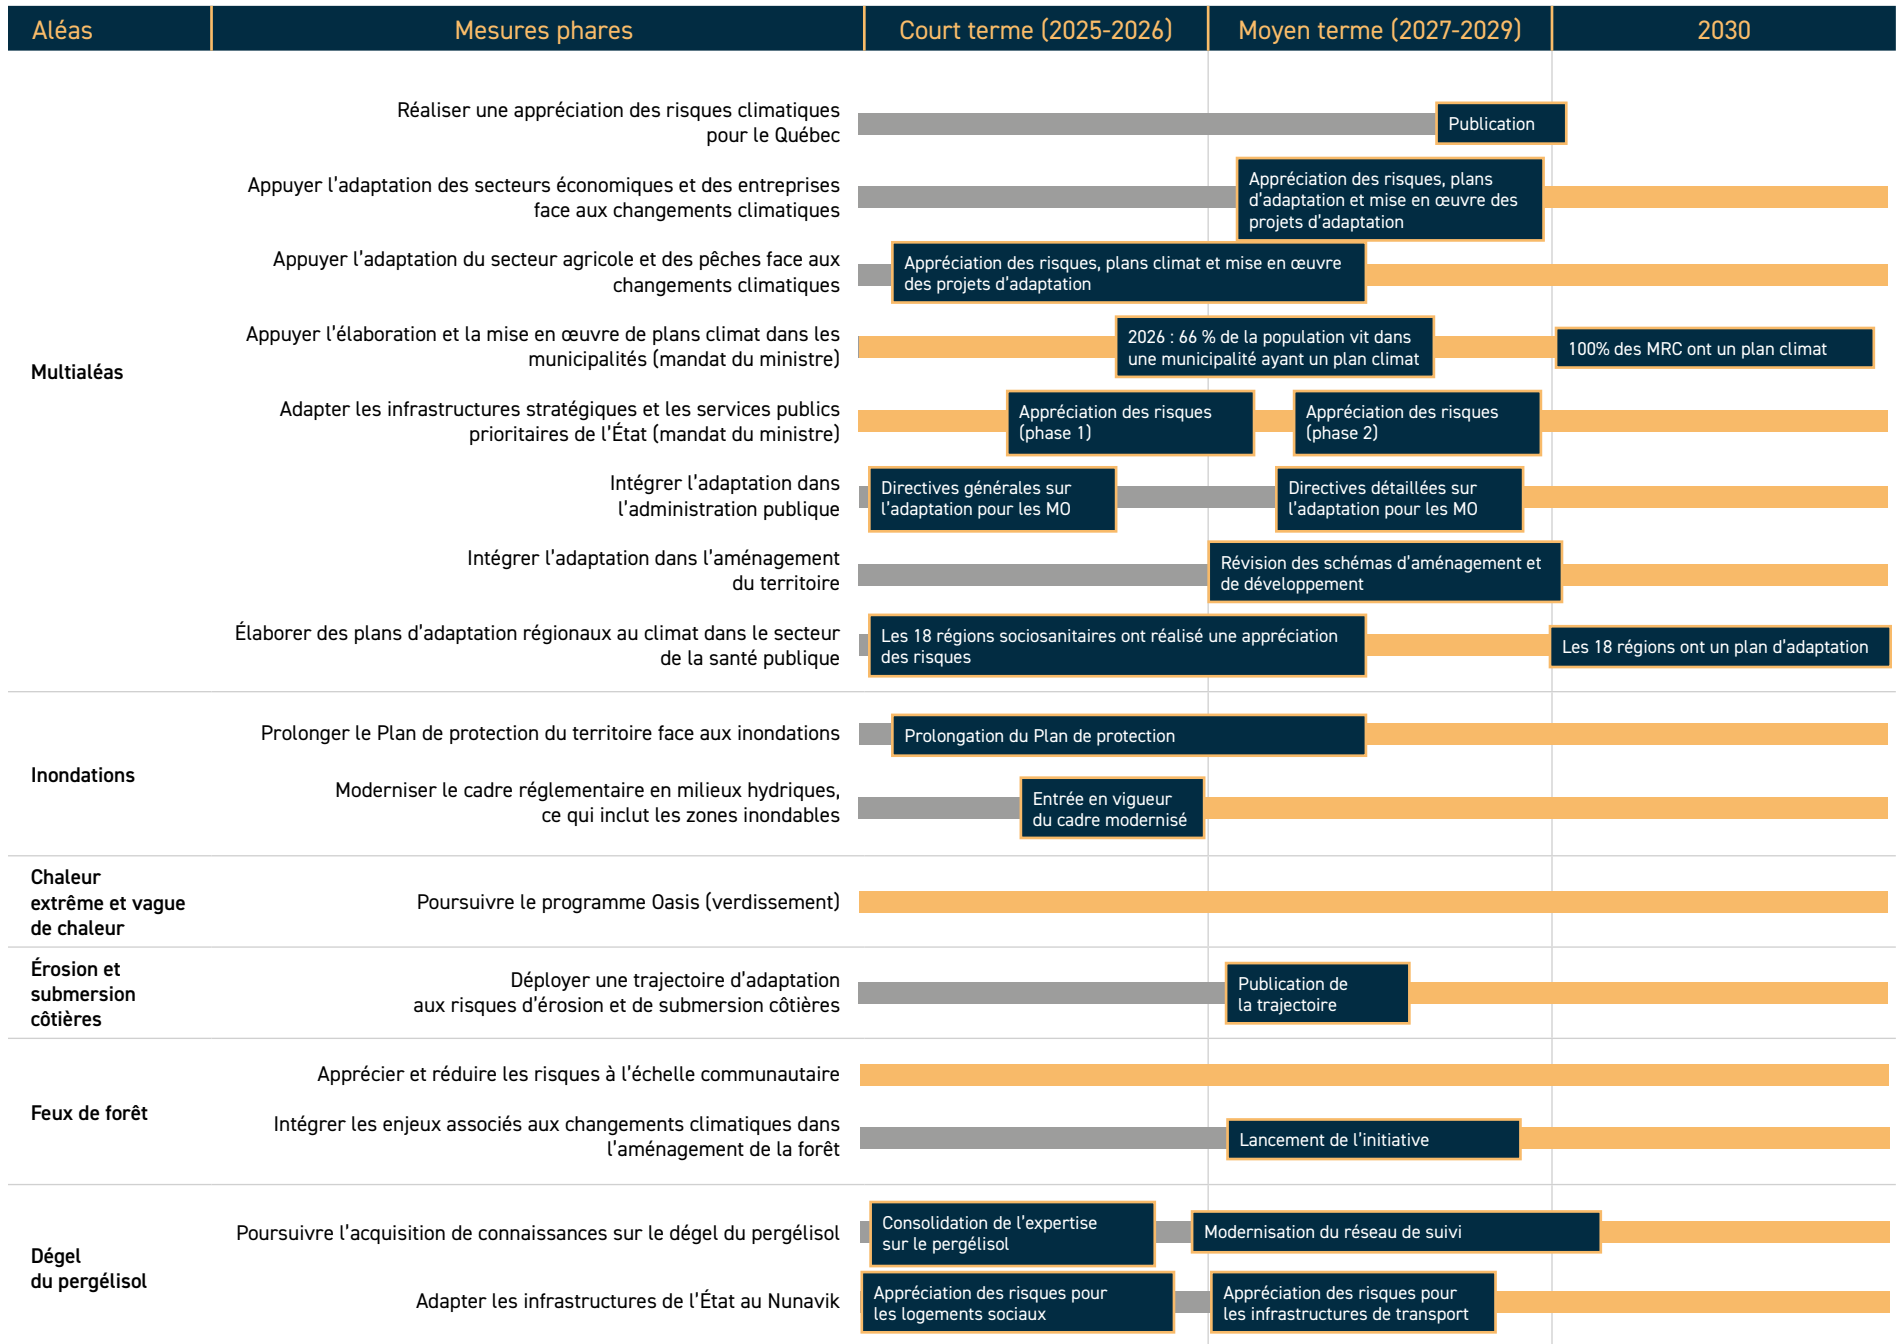 Aléas
Mesures phares
Court terme (2025-2026)
Moyen terme (2027-2029)
2030
Multialéas
Réaliser une appréciation des risques climatiques
pour le Québec
Publication
Appuyer l'adaptation des secteurs économiques et des entreprises
face aux changements climatiques
Appréciation des risques, plans
d'adaptation et mise en œuvre des
projets d'adaptation
Appuyer l'adaptation du secteur agricole et des pêches face aux
changements climatiques
Appréciation des risques, plans climat et mise en œuvre
des projets d'adaptation
Appuyer l'élaboration et la mise en œuvre de plans climat dans les
municipalités (mandat du ministre)
2026 : 66 % de la population vit dans
une municipalité ayant un plan climat
100% des MRC ont un plan climat
Adapter les infrastructures stratégiques et les services publics
prioritaires de l'État (mandat du ministre)
Appréciation des risques
(phase 1)
Appréciation des risques
(phase 2)
Intégrer l'adaptation dans
l'administration publique
Directives générales sur
l'adaptation pour les MO
Directives détaillées sur
l'adaptation pour les MO
Intégrer l'adaptation dans l'aménagement
du territoire
Révision des schémas d'aménagement et
de développement
Élaborer des plans d'adaptation régionaux au climat dans le secteur
de la santé publique
Les 18 régions sociosanitaires ont réalisé une appréciation
des risques
Les 18 régions ont un plan d'adaptation
Inondations
Prolonger le Plan de protection du territoire face aux inondations
Prolongation du Plan de protection
Moderniser le cadre réglementaire en milieux hydriques,
ce qui inclut les zones inondables
Entrée en vigueur
du cadre modernisé
Chaleur
extrême et vague
de chaleur
Poursuivre le programme Oasis (verdissement)
Érosion et
submersion
côtières
Déployer une trajectoire d'adaptation
aux risques d'érosion et de submersion côtières
Publication de
la trajectoire
Feux de forêt
Apprécier et réduire les risques à l'échelle communautaire
Intégrer les enjeux associés aux changements climatiques dans
l'aménagement de la forêt
Lancement de l'initiative
Dégel
du pergélisol
Poursuivre l'acquisition de connaissances sur le dégel du pergélisol
Consolidation de l'expertise
sur le pergélisol
Modernisation du réseau de suivi
Adapter les infrastructures de l'État au Nunavik
Appréciation des risques pour
les logements sociaux
Appréciation des risques pour
les infrastructures de transport